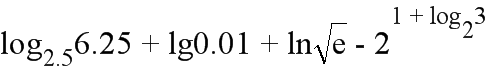 log₂.₅6.25 + lg0.01 + ln√e - 2^(1 + log₂3)